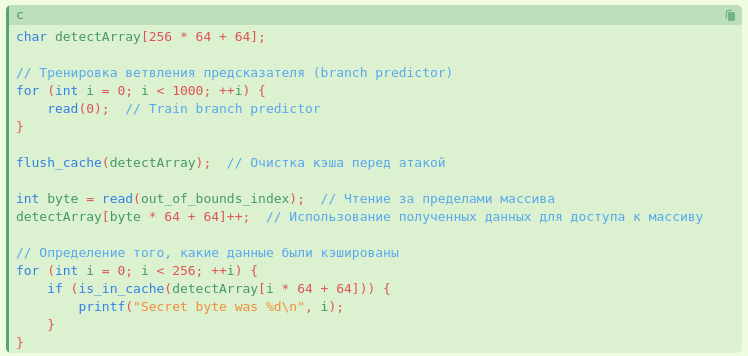 c
char detectArray[256 * 64 + 64];
// Тренировка ветвления предсказателя (branch predictor)
for (int i = 0; i < 1000; ++i) {
    read(0);  // Train branch predictor
}
flush_cache(detectArray);  // Очистка кэша перед атакой
int byte = read(out_of_bounds_index);  // Чтение за пределами массива
detectArray[byte * 64 + 64]++;  // Использование полученных данных для доступа к массиву
// Определение того, какие данные были кэшированы
for (int i = 0; i < 256; ++i) {
    if (is_in_cache(detectArray[i * 64 + 64])) {
        printf("Secret byte was %d\n", i);
    }
}